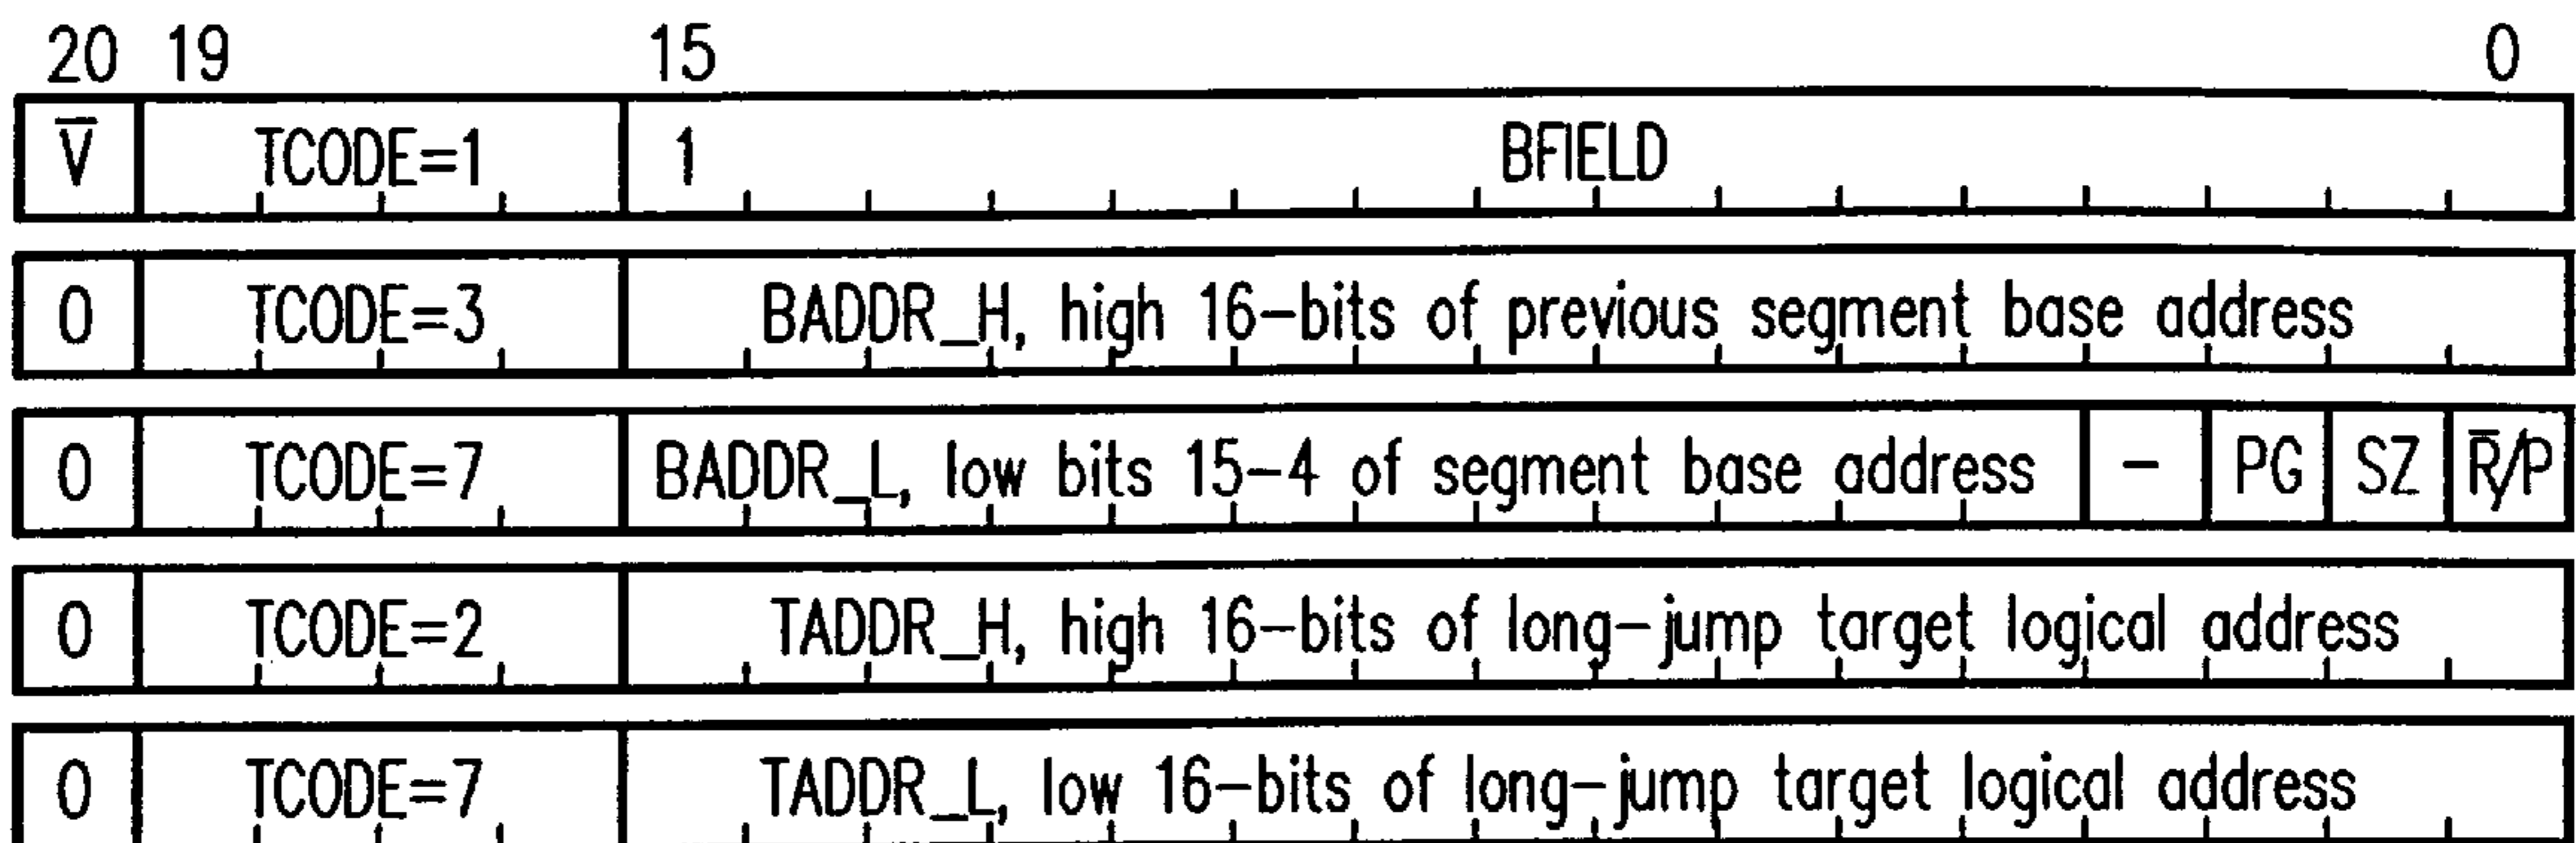 20 19 15 0
V̅ TCODE=1 1 BFIELD
0 TCODE=3 BADDR_H, high 16-bits of previous segment base address
0 TCODE=7 BADDR_L, low bits 15-4 of segment base address - PG SZ R̅/P
0 TCODE=2 TADDR_H, high 16-bits of long-jump target logical address
0 TCODE=7 TADDR_L, low 16-bits of long-jump target logical address